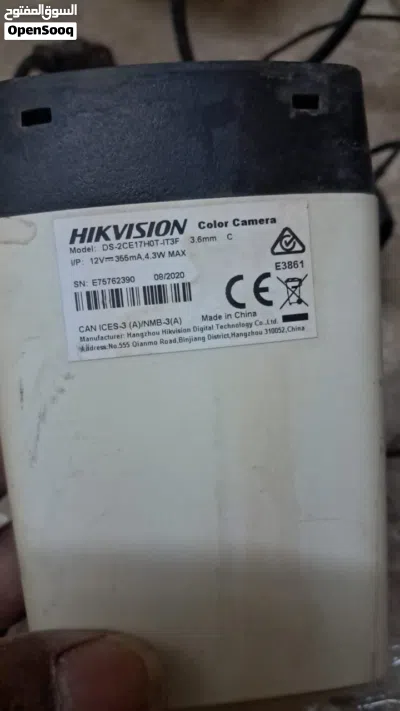 السوق المفتوح
OpenSooq
HIKVISION Color Camera
Model: DS-2CE17H0T-IT3F 3.6mm C
I/P: 12V⎓355mA,4.3W MAX
E3861
SN: E75762390 08/2020
CE
Made in China
CAN ICES-3 (A)/NMB-3(A)
Manufacturer: Hangzhou Hikvision Digital Technology Co.,Ltd.
Address.No.555 Qianmo Road,Binjiang District,Hangzhou 310052,China